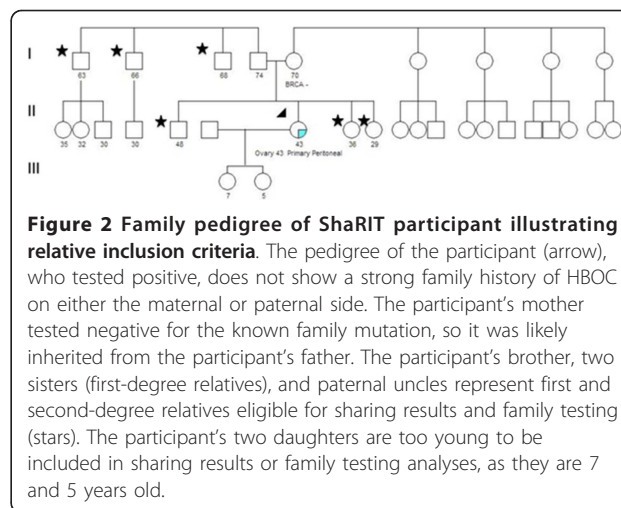 I
63 66 68 74 70
BRCA -
II
35 32 30 30 48 43 36 29
Ovary 43 Primary Peritoneal
III
7 5
Figure 2 Family pedigree of ShaRIT participant illustrating
relative inclusion criteria. The pedigree of the participant (arrow),
who tested positive, does not show a strong family history of HBOC
on either the maternal or paternal side. The participant's mother
tested negative for the known family mutation, so it was likely
inherited from the participant's father. The participant's brother, two
sisters (first-degree relatives), and paternal uncles represent first and
second-degree relatives eligible for sharing results and family testing
(stars). The participant's two daughters are too young to be
included in sharing results or family testing analyses, as they are 7
and 5 years old.